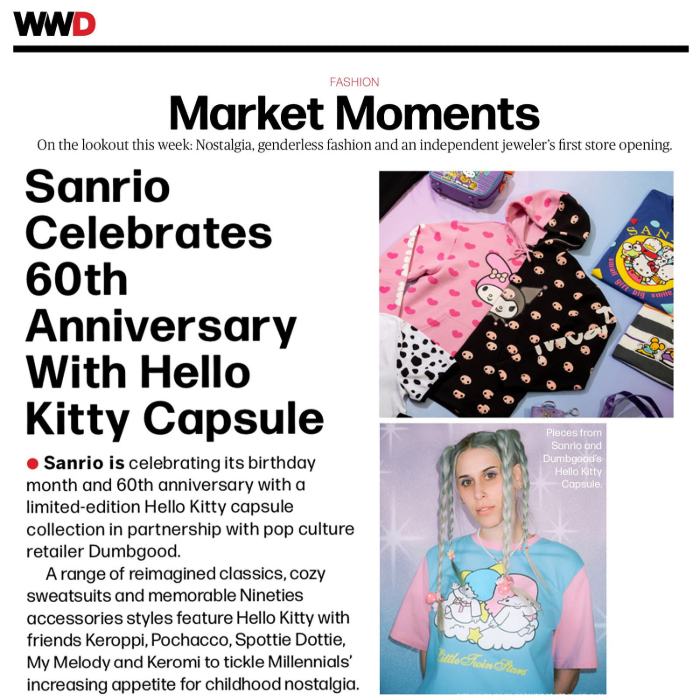 WWD
FASHION
Market Moments
On the lookout this week: Nostalgia, genderless fashion and an independent jeweler's first store opening.
Sanrio
Celebrates
60th
Anniversary
With Hello
Kitty Capsule
● Sanrio is celebrating its birthday
month and 60th anniversary with a
limited-edition Hello Kitty capsule
collection in partnership with pop culture
retailer Dumbgood.
A range of reimagined classics, cozy
sweatsuits and memorable Nineties
accessories styles feature Hello Kitty with
friends Keroppi, Pochacco, Spottie Dottie,
My Melody and Keromi to tickle Millennials'
increasing appetite for childhood nostalgia.
SAN
small gift big
Pieces from
Sanrio and
Dumbgood's
Hello Kitty
Capsule.
Little Twin Stars